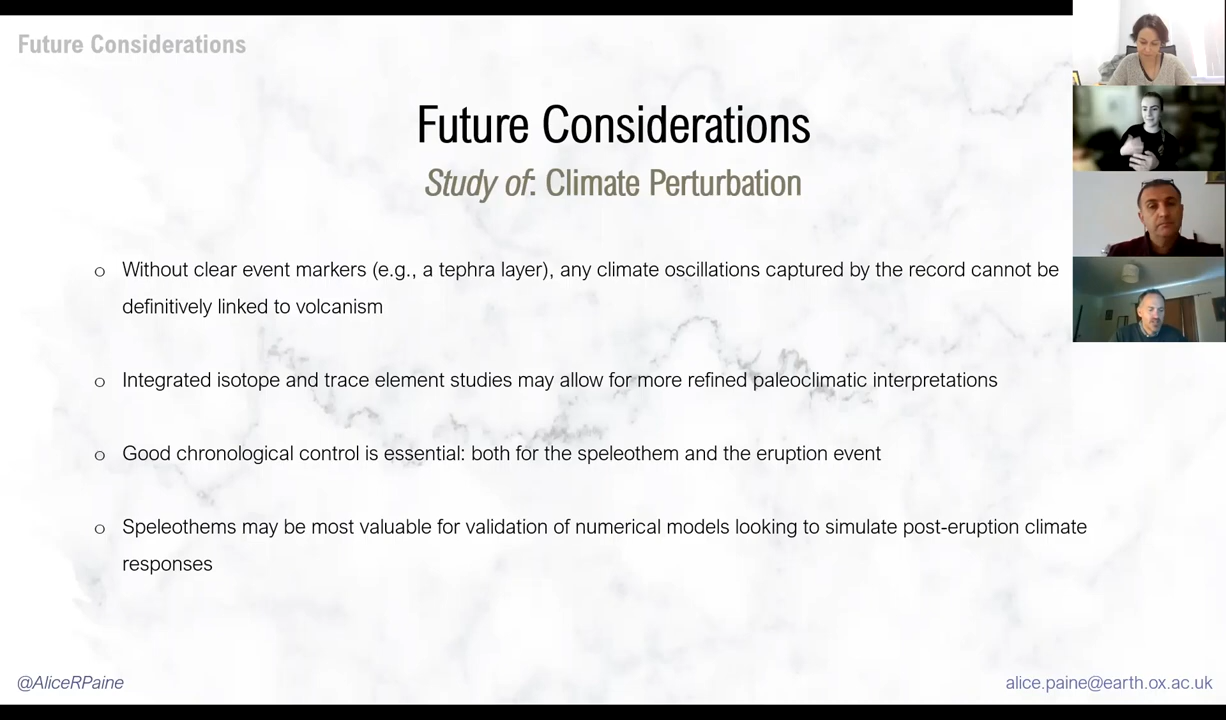 Future Considerations
Future Considerations
Study of: Climate Perturbation
Without clear event markers (e.g., a tephra layer), any climate oscillations captured by the record cannot be
definitively linked to volcanism
Integrated isotope and trace element studies may allow for more refined paleoclimatic interpretations
Good chronological control is essential: both for the speleothem and the eruption event
Speleothems may be most valuable for validation of numerical models looking to simulate post-eruption climate
responses
@AliceRPaine
alice.paine@earth.ox.ac.uk